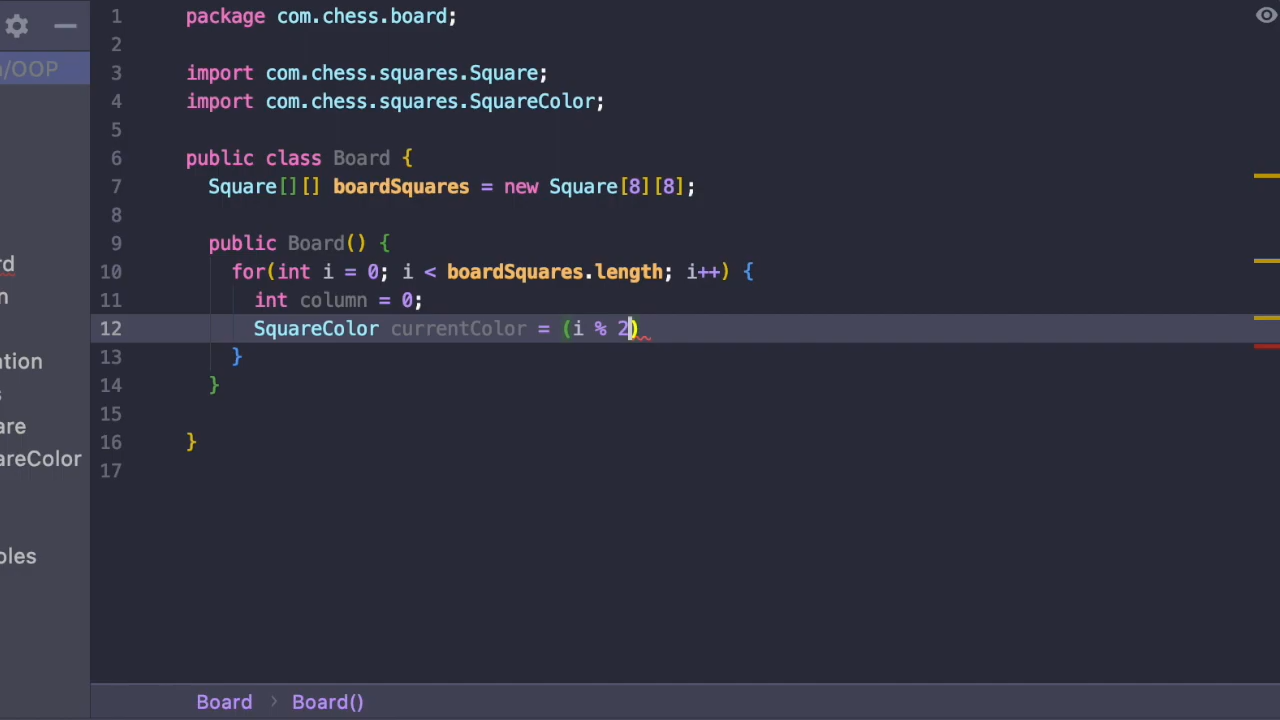 1 package com.chess.board;
2
3 import com.chess.squares.Square;
4 import com.chess.squares.SquareColor;
5
6 public class Board {
7 Square[][] boardSquares = new Square[8][8];
8
9 public Board() {
10 for(int i = 0; i < boardSquares.length; i++) {
11 int column = 0;
12 SquareColor currentColor = (i % 2)
13 }
14 }
15
16 }
17
/OOP
rd
n
ation
s
are
areColor
oles
Board > Board()